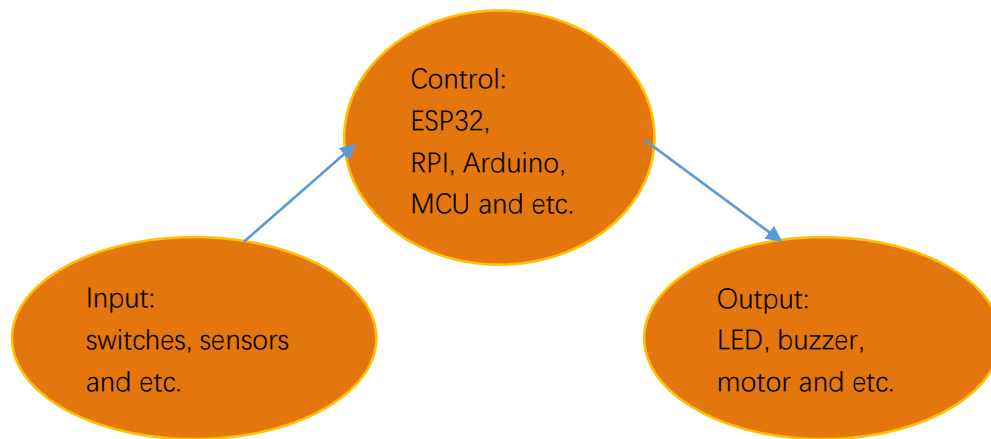 Control:
ESP32,
RPI, Arduino,
MCU and etc.
Input:
switches, sensors
and etc.
Output:
LED, buzzer,
motor and etc.